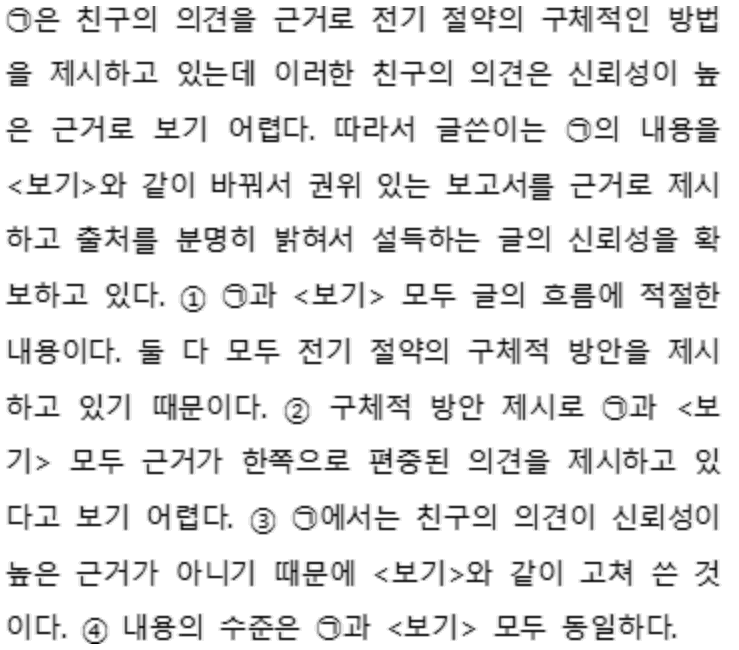 ㉠은 친구의 의견을 근거로 전기 절약의 구체적인 방법
을 제시하고 있는데 이러한 친구의 의견은 신뢰성이 높
은 근거로 보기 어렵다. 따라서 글쓴이는 ㉠의 내용을
<보기>와 같이 바꿔서 권위 있는 보고서를 근거로 제시
하고 출처를 분명히 밝혀서 설득하는 글의 신뢰성을 확
보하고 있다. ① ㉠과 <보기> 모두 글의 흐름에 적절한
내용이다. 둘 다 모두 전기 절약의 구체적 방안을 제시
하고 있기 때문이다. ② 구체적 방안 제시로 ㉠과 <보
기> 모두 근거가 한쪽으로 편중된 의견을 제시하고 있
다고 보기 어렵다. ③ ㉠에서는 친구의 의견이 신뢰성이
높은 근거가 아니기 때문에 <보기>와 같이 고쳐 쓴 것
이다. ④ 내용의 수준은 ㉠과 <보기> 모두 동일하다.